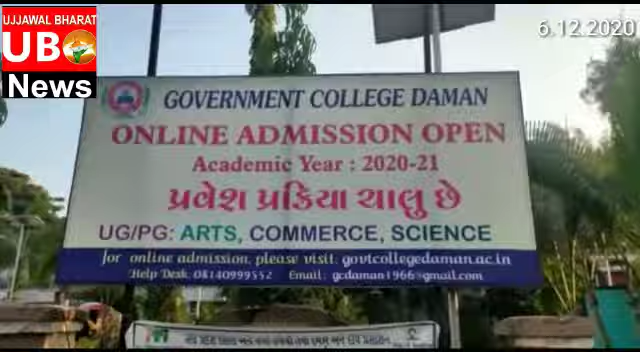 UJJAWAL BHARAT
UB
News
6.12.2020
GOVERNMENT COLLEGE DAMAN
ONLINE ADMISSION OPEN
Academic Year : 2020-21
પ્રવેશ પ્રક્રિયા ચાલુ છે
UG/PG: ARTS, COMMERCE, SCIENCE
for online admission, please visit: govtcollegedaman.ac.in
Help Desk: 08140999552 Email: gcdaman1966@gmail.com